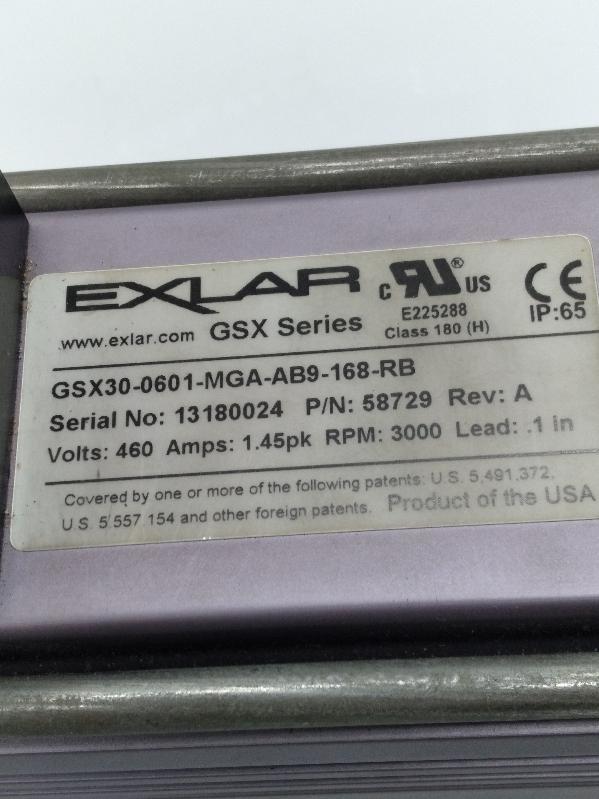 EXLAR
C RU ® US
CE
www.exlar.com GSX Series
E225288
Class 180 (H)
IP:65
GSX30-0601-MGA-AB9-168-RB
Serial No: 13180024 P/N: 58729 Rev: A
Volts: 460 Amps: 1.45pk RPM: 3000 Lead: .1 in
Covered by one or more of the following patents: U.S. 5,491,372,
U.S. 5 557 154 and other foreign patents. Product of the USA